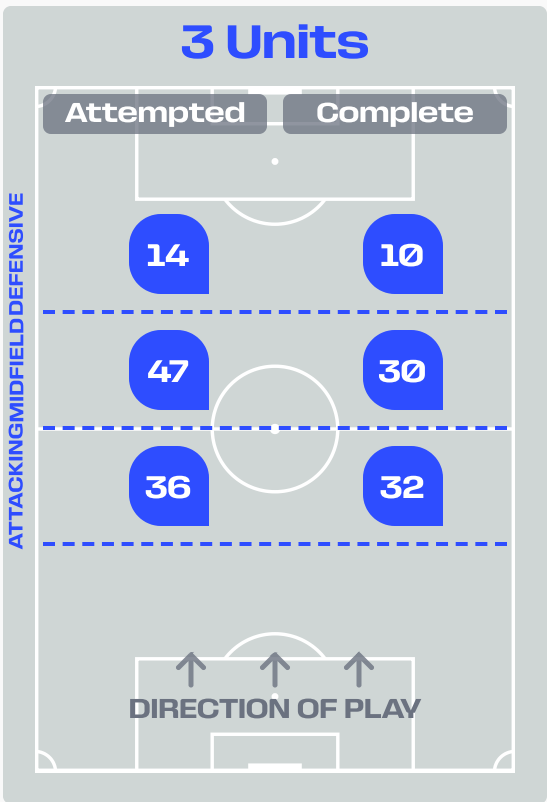 3 Units
Attempted Complete
DEFENSIVE
14 10
MIDFIELD
47 30
ATTACKING
36 32
DIRECTION OF PLAY